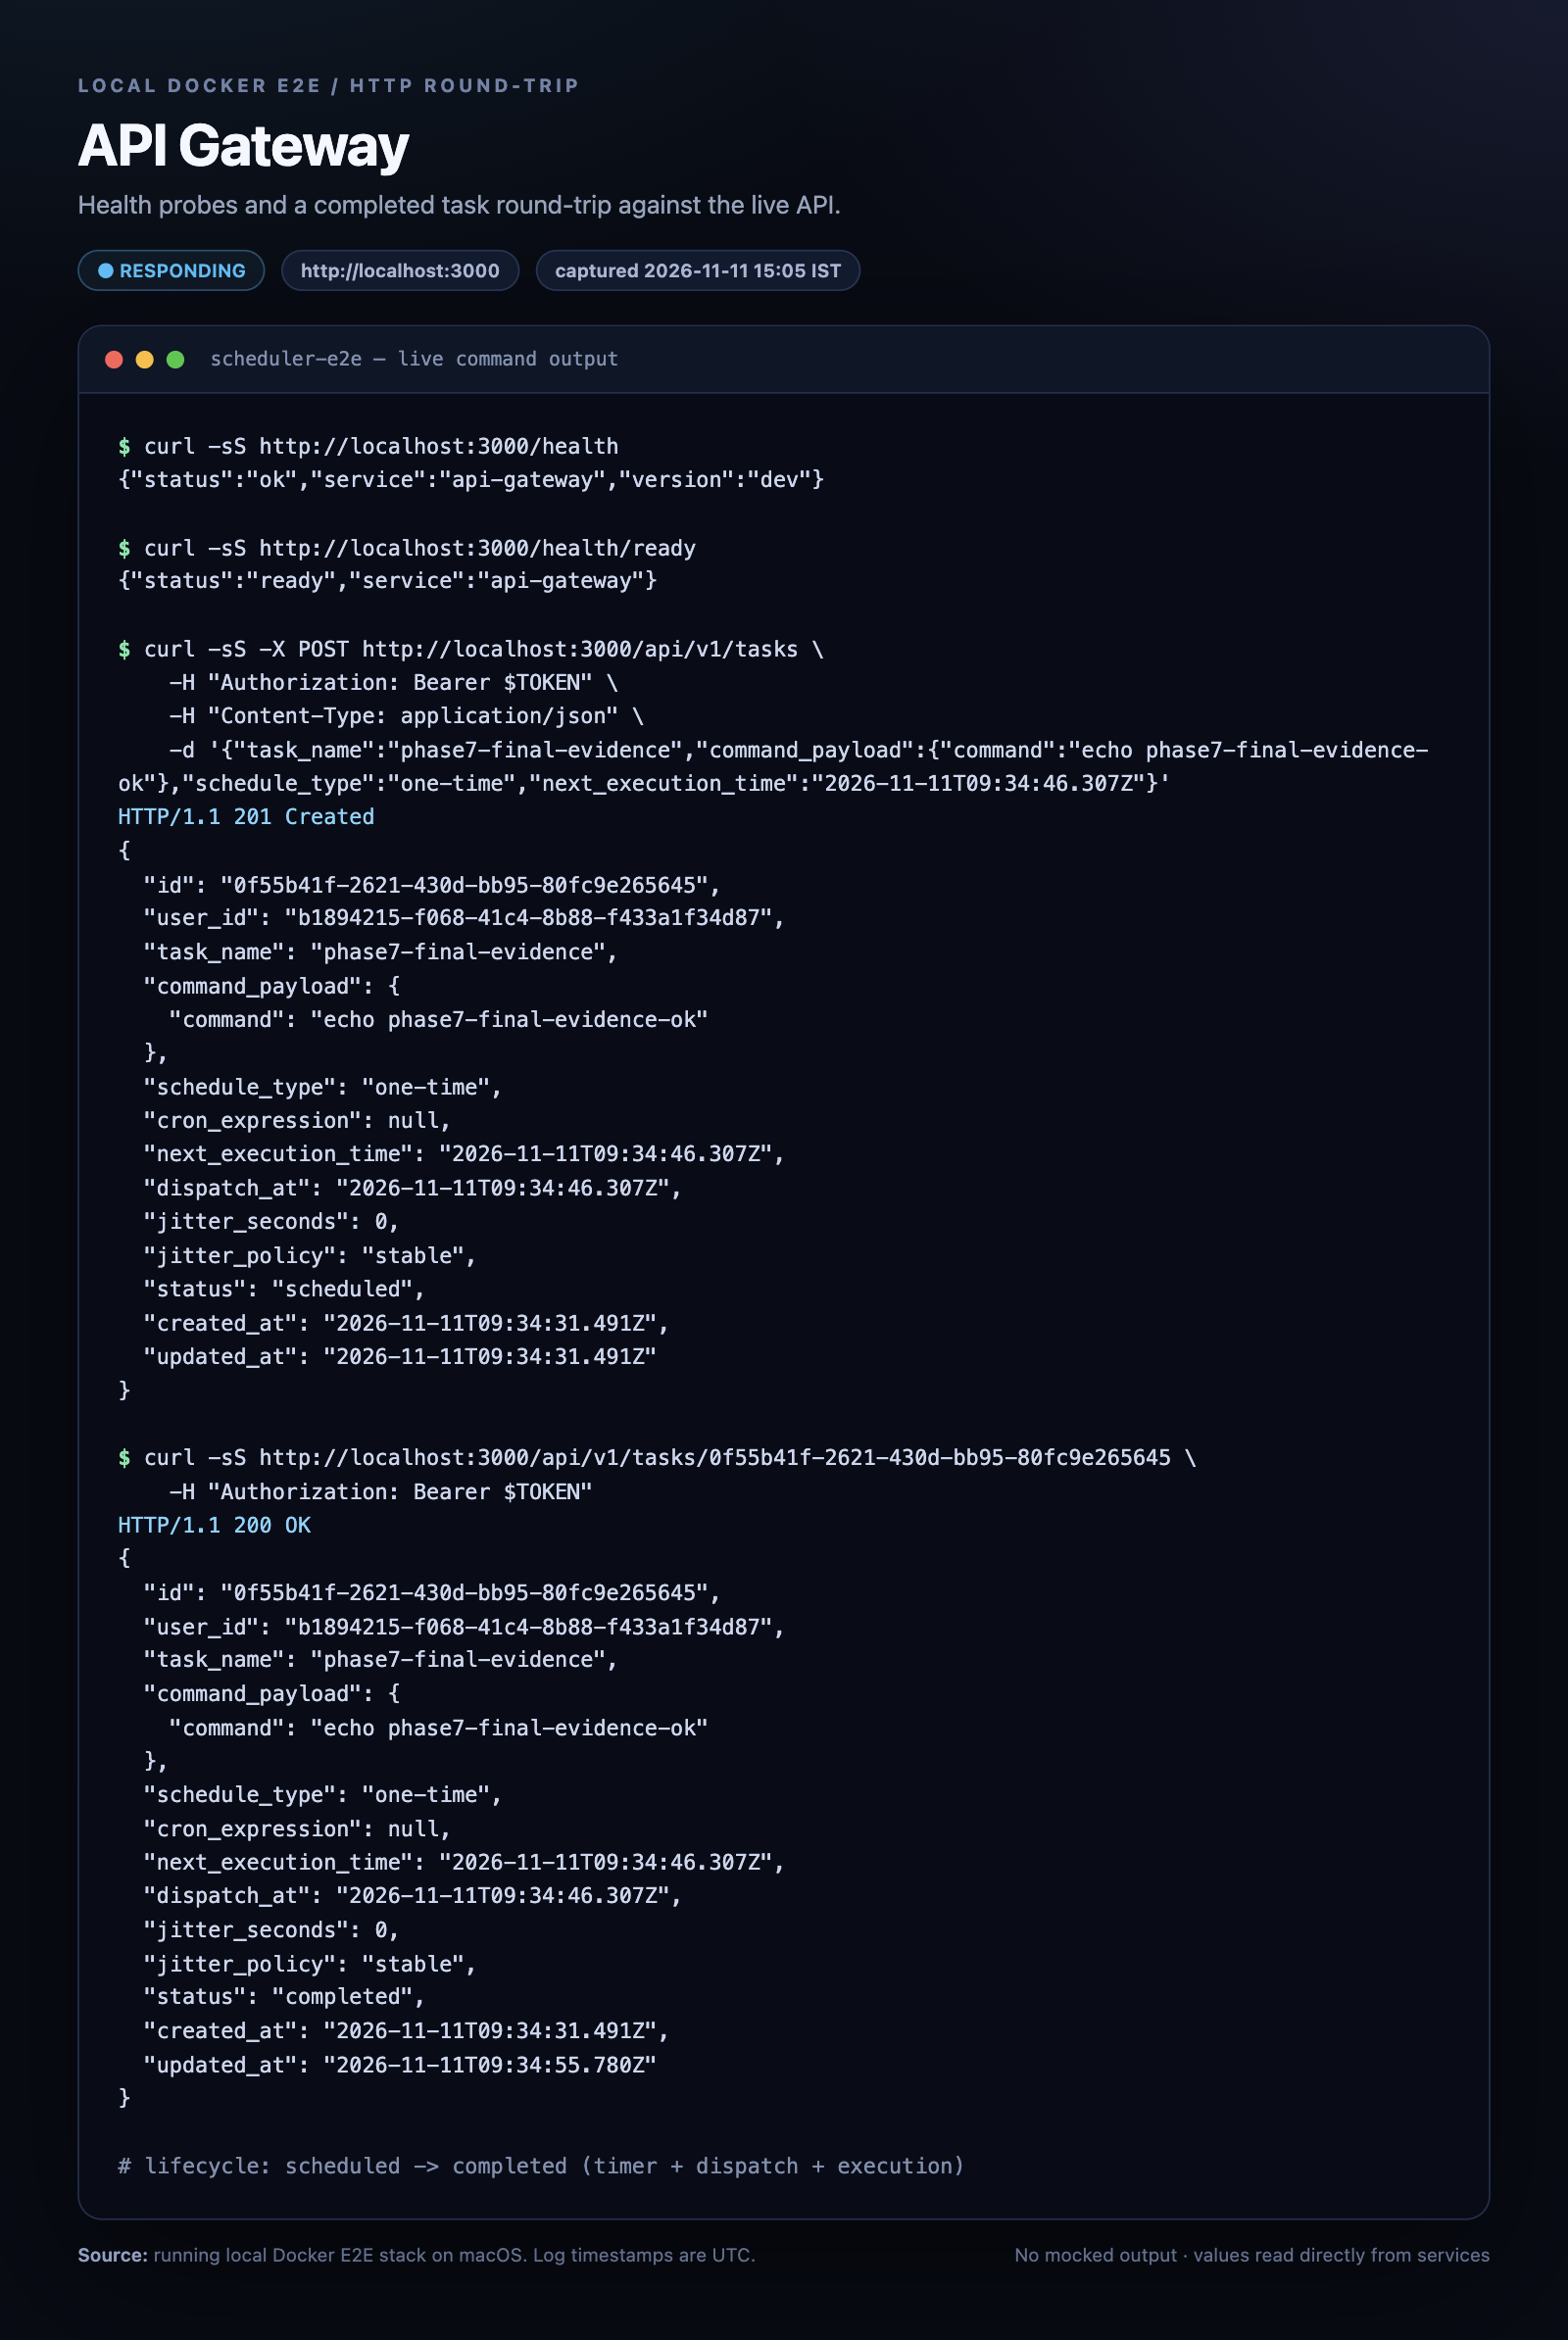 LOCAL DOCKER E2E / HTTP ROUND-TRIP
API Gateway
Health probes and a completed task round-trip against the live API.
RESPONDING
http://localhost:3000
captured 2026-11-11 15:05 IST
scheduler-e2e — live command output
$ curl -sS http://localhost:3000/health
{"status":"ok","service":"api-gateway","version":"dev"}
$ curl -sS http://localhost:3000/health/ready
{"status":"ready","service":"api-gateway"}
$ curl -sS -X POST http://localhost:3000/api/v1/tasks \
    -H "Authorization: Bearer $TOKEN" \
    -H "Content-Type: application/json" \
    -d '{"task_name":"phase7-final-evidence","command_payload":{"command":"echo phase7-final-evidence-
ok"},"schedule_type":"one-time","next_execution_time":"2026-11-11T09:34:46.307Z"}'
HTTP/1.1 201 Created
{
  "id": "0f55b41f-2621-430d-bb95-80fc9e265645",
  "user_id": "b1894215-f068-41c4-8b88-f433a1f34d87",
  "task_name": "phase7-final-evidence",
  "command_payload": {
    "command": "echo phase7-final-evidence-ok"
  },
  "schedule_type": "one-time",
  "cron_expression": null,
  "next_execution_time": "2026-11-11T09:34:46.307Z",
  "dispatch_at": "2026-11-11T09:34:46.307Z",
  "jitter_seconds": 0,
  "jitter_policy": "stable",
  "status": "scheduled",
  "created_at": "2026-11-11T09:34:31.491Z",
  "updated_at": "2026-11-11T09:34:31.491Z"
}
$ curl -sS http://localhost:3000/api/v1/tasks/0f55b41f-2621-430d-bb95-80fc9e265645 \
    -H "Authorization: Bearer $TOKEN"
HTTP/1.1 200 OK
{
  "id": "0f55b41f-2621-430d-bb95-80fc9e265645",
  "user_id": "b1894215-f068-41c4-8b88-f433a1f34d87",
  "task_name": "phase7-final-evidence",
  "command_payload": {
    "command": "echo phase7-final-evidence-ok"
  },
  "schedule_type": "one-time",
  "cron_expression": null,
  "next_execution_time": "2026-11-11T09:34:46.307Z",
  "dispatch_at": "2026-11-11T09:34:46.307Z",
  "jitter_seconds": 0,
  "jitter_policy": "stable",
  "status": "completed",
  "created_at": "2026-11-11T09:34:31.491Z",
  "updated_at": "2026-11-11T09:34:55.780Z"
}
# lifecycle: scheduled -> completed (timer + dispatch + execution)
Source: running local Docker E2E stack on macOS. Log timestamps are UTC.
No mocked output · values read directly from services